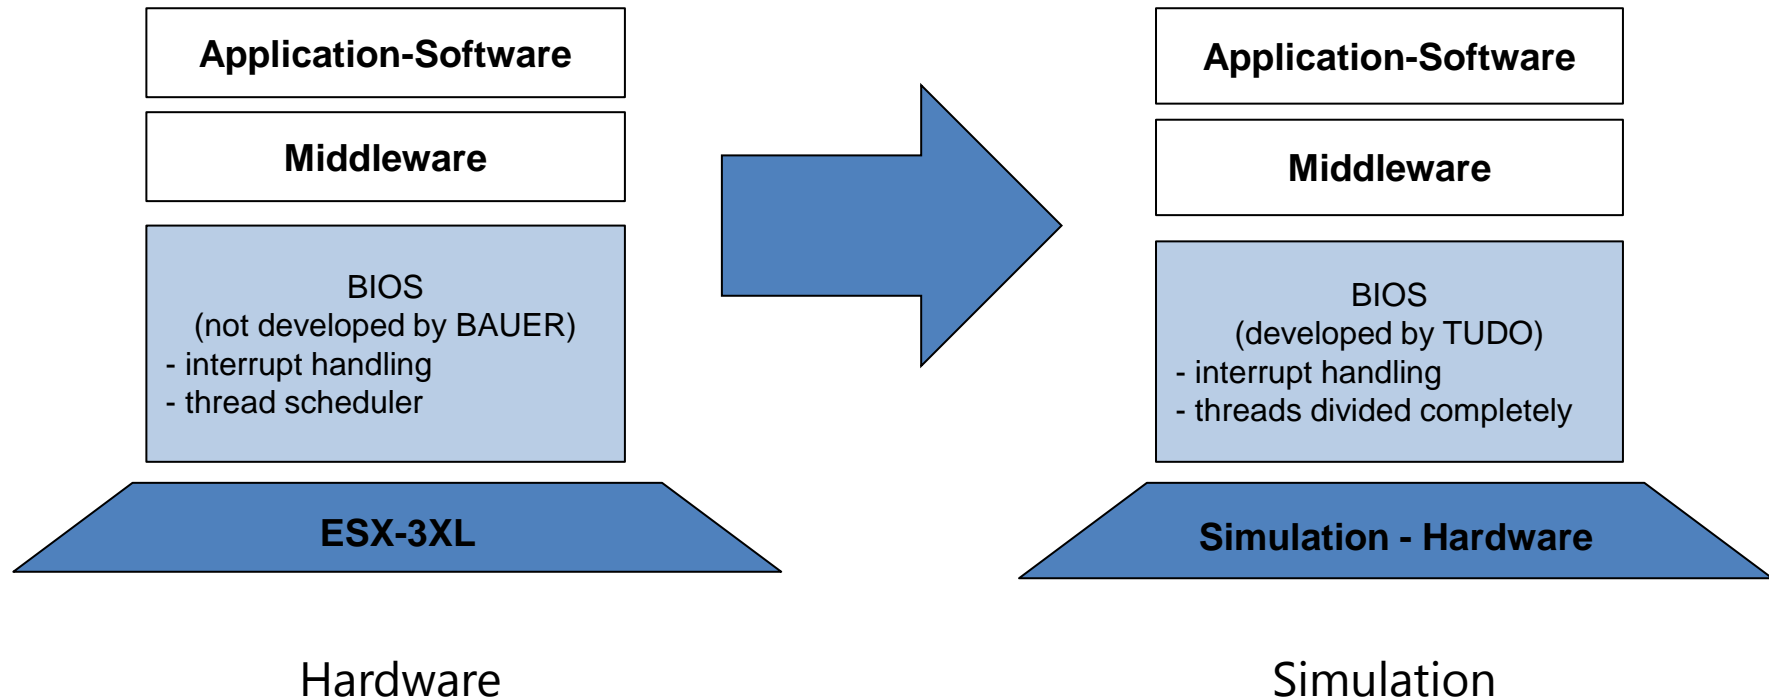 Application-Software
Middleware
BIOS
(not developed by BAUER)
- interrupt handling
- thread scheduler
ESX-3XL
Hardware
Application-Software
Middleware
BIOS
(developed by TUDO)
- interrupt handling
- threads divided completely
Simulation - Hardware
Simulation